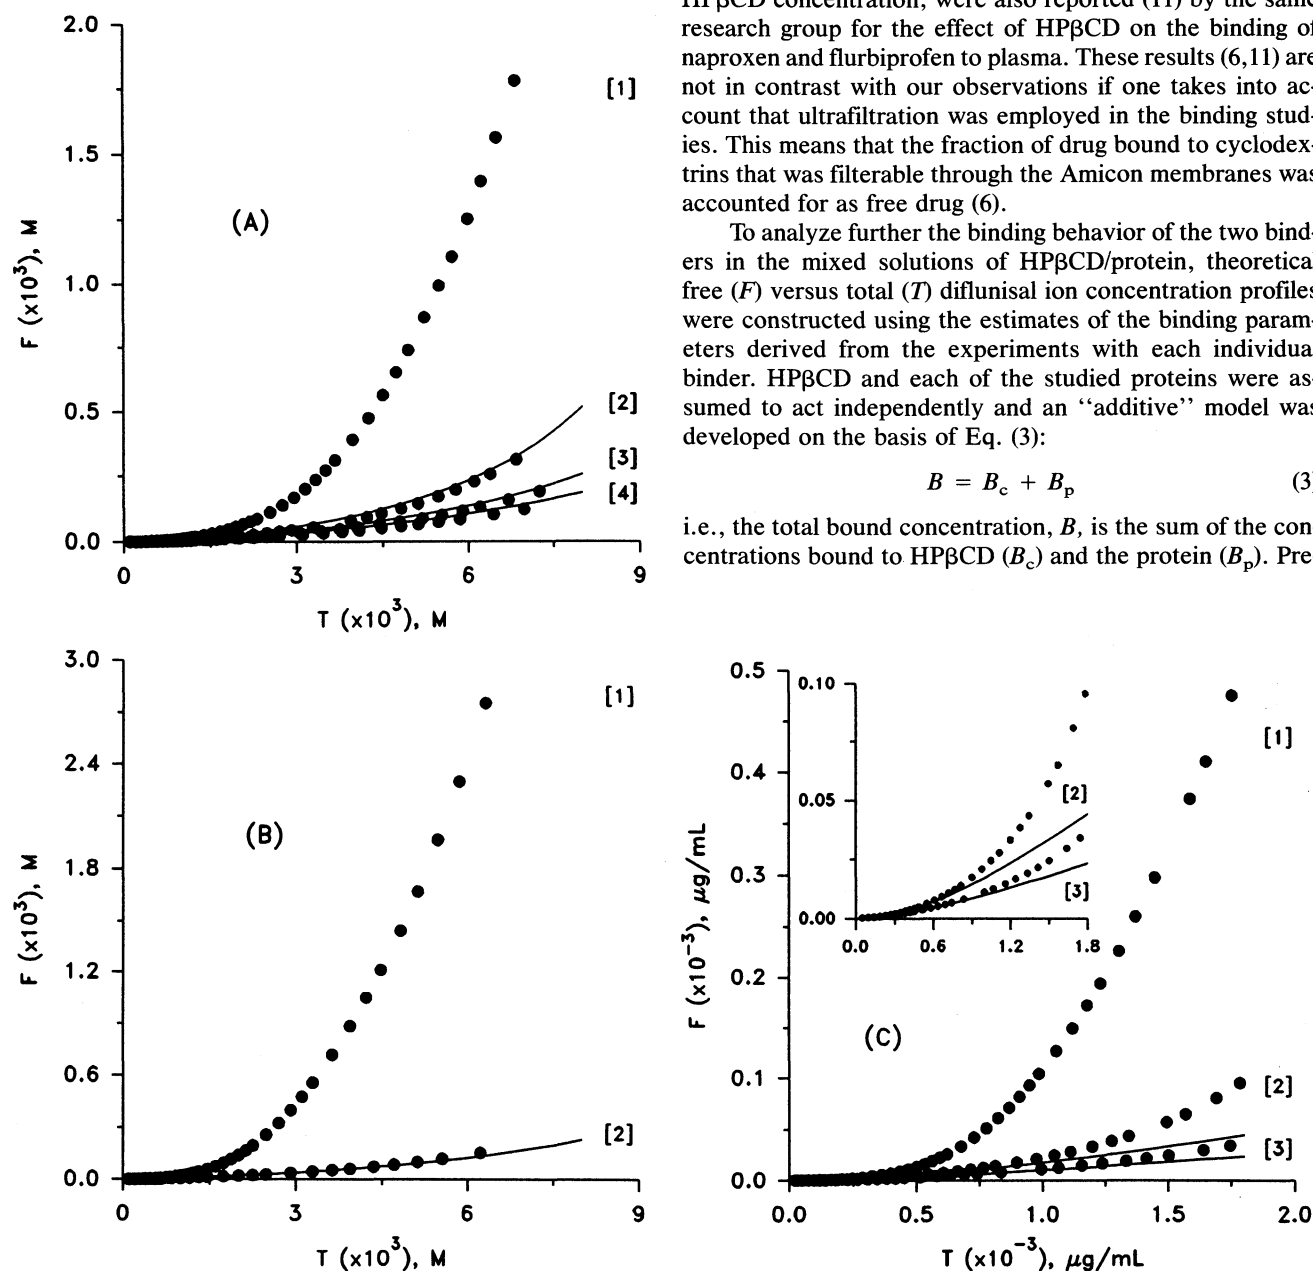 HPβCD concentration, were also reported (11) by the same
research group for the effect of HPβCD on the binding of
naproxen and flurbiprofen to plasma. These results (6,11) are
not in contrast with our observations if one takes into ac-
count that ultrafiltration was employed in the binding stud-
ies. This means that the fraction of drug bound to cyclodex-
trins that was filterable through the Amicon membranes was
accounted for as free drug (6).
To analyze further the binding behavior of the two bind-
ers in the mixed solutions of HPβCD/protein, theoretical
free (F) versus total (T) diflunisal ion concentration profiles
were constructed using the estimates of the binding param-
eters derived from the experiments with each individua
binder. HPβCD and each of the studied proteins were as-
sumed to act independently and an "additive" model was
developed on the basis of Eq. (3):
B = Bc + Bp (3)
i.e., the total bound concentration, B, is the sum of the con
centrations bound to HPβCD (Bc) and the protein (Bp). Pre
2.0
1.5
1.0
0.5
0.0
F (x10³), M
(A)
[1]
[2]
[3]
[4]
0 3 6 9
T (x10³), M
3.0
2.4
1.8
1.2
0.6
0.0
F (x10³), M
(B)
[1]
[2]
0 3 6 9
T (x10³), M
0.5
0.4
0.3
0.2
0.1
0.0
F (x10⁻³), μg/mL
(C)
[1]
[2]
[3]
0.0 0.5 1.0 1.5 2.0
T (x10⁻³), μg/mL
0.10
0.05
0.00
[2]
[3]
0.0 0.6 1.2 1.8